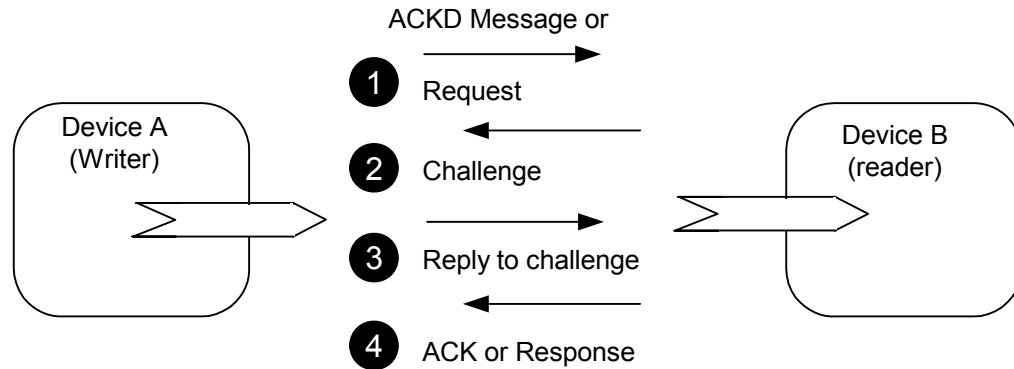 ACKD Message or
1
Request
Device A
(Writer)
Device B
(reader)
2
Challenge
3
Reply to challenge
4
ACK or Response